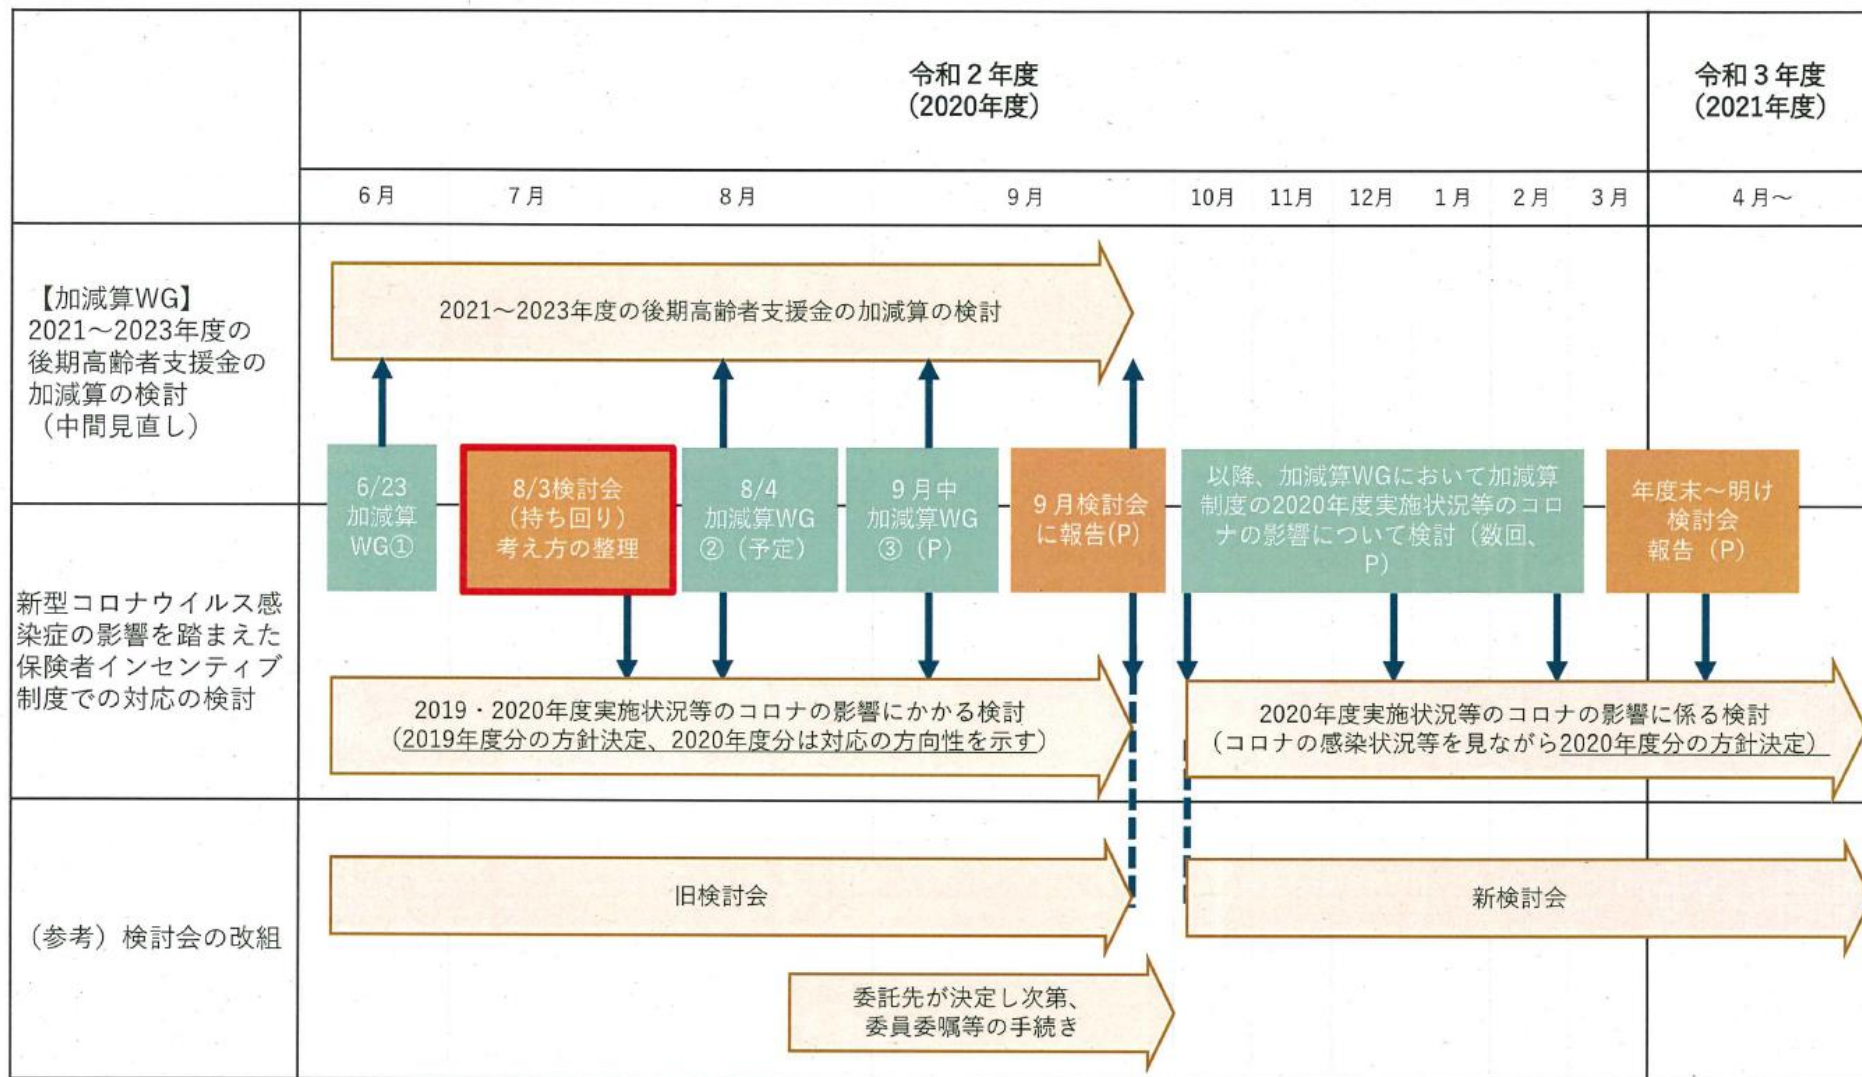 令和２年度
（2020年度）
令和３年度
（2021年度）
6月
7月
8月
9月
10月
11月
12月
1月
2月
3月
4月～
【加減算WG】
2021～2023年度の
後期高齢者支援金の
加減算の検討
（中間見直し）
2021～2023年度の後期高齢者支援金の加減算の検討
6/23
加減算
WG①
8/3検討会
（持ち回り）
考え方の整理
8/4
加減算WG
②（予定）
9月中
加減算WG
③（P）
9月検討会
に報告(P)
以降、加減算WGにおいて加減算
制度の2020年度実施状況等のコロ
ナの影響について検討（数回、
P）
年度末～明け
検討会
報告（P）
新型コロナウイルス感
染症の影響を踏まえた
保険者インセンティブ
制度での対応の検討
2019・2020年度実施状況等のコロナの影響にかかる検討
（2019年度分の方針決定、2020年度分は対応の方向性を示す）
2020年度実施状況等のコロナの影響に係る検討
（コロナの感染状況等を見ながら2020年度分の方針決定）
（参考）検討会の改組
旧検討会
新検討会
委託先が決定し次第、
委員委嘱等の手続き